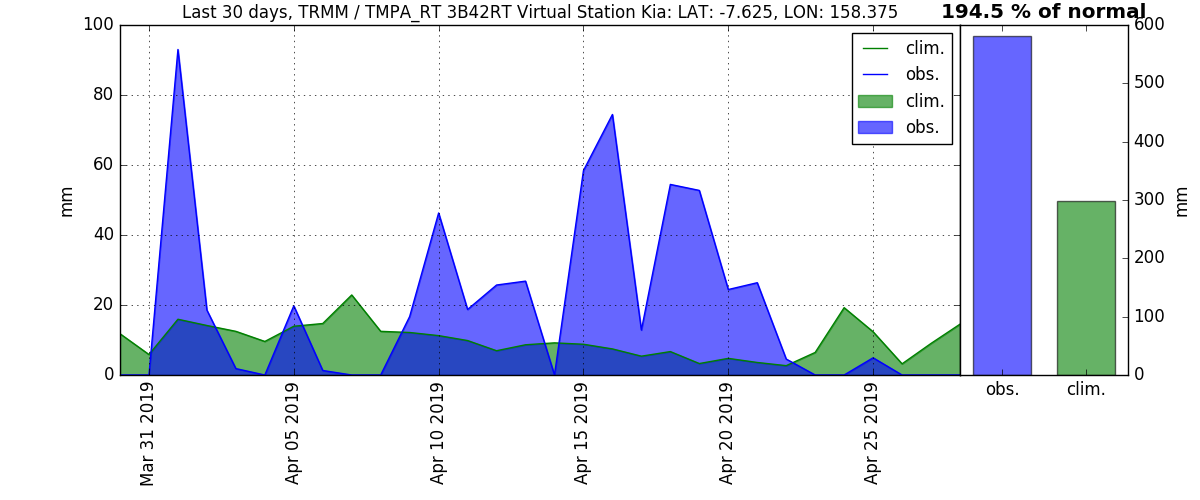 Last 30 days, TRMM / TMPA_RT 3B42RT Virtual Station Kia: LAT: -7.625, LON: 158.375
194.5 % of normal
100
80
60
40
20
0
mm
clim.
obs.
clim.
obs.
600
500
400
300
200
100
0
mm
Mar 31 2019
Apr 05 2019
Apr 10 2019
Apr 15 2019
Apr 20 2019
Apr 25 2019
obs.
clim.